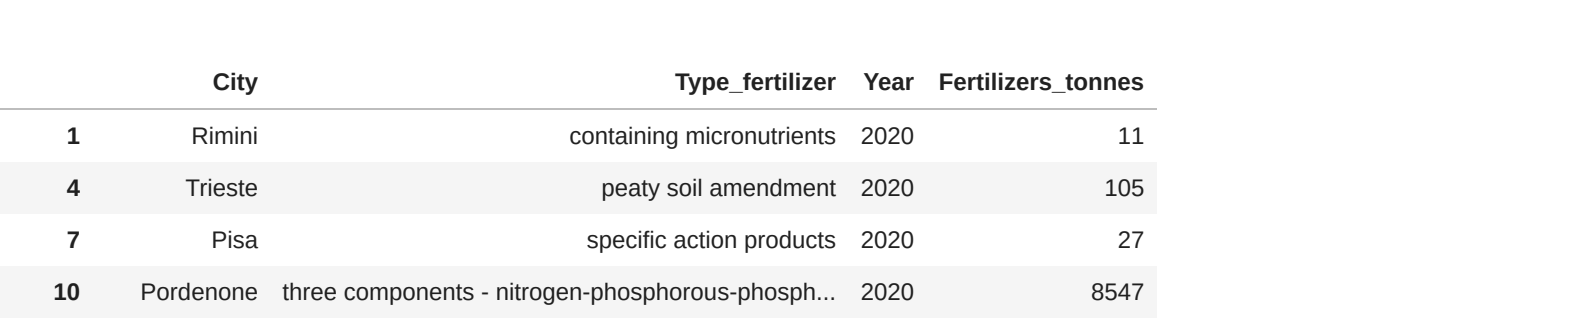 City Type_fertilizer Year Fertilizers_tonnes
1 Rimini containing micronutrients 2020 11
4 Trieste peaty soil amendment 2020 105
7 Pisa specific action products 2020 27
10 Pordenone three components - nitrogen-phosphorous-phosph... 2020 8547